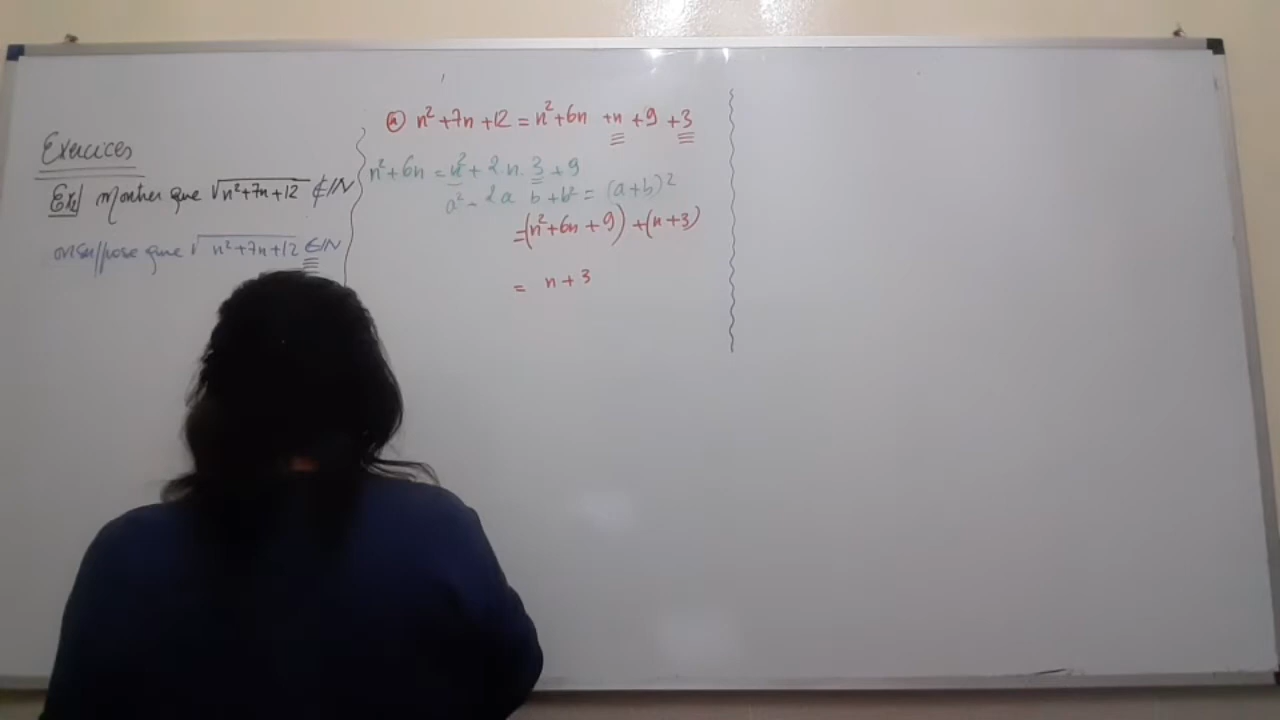 Exercices
Ex1 Montrer que √n²+7n+12 ∉ IN
on suppose que √n²+7n+12 ∈ IN
ⓐ n²+7n+12 = n²+6n +n +9 +3
n²+6n = n² + 2.n.3 + 9
a² + 2a b + b² = (a+b)²
= (n²+6n+9) + (n+3)
= n+3